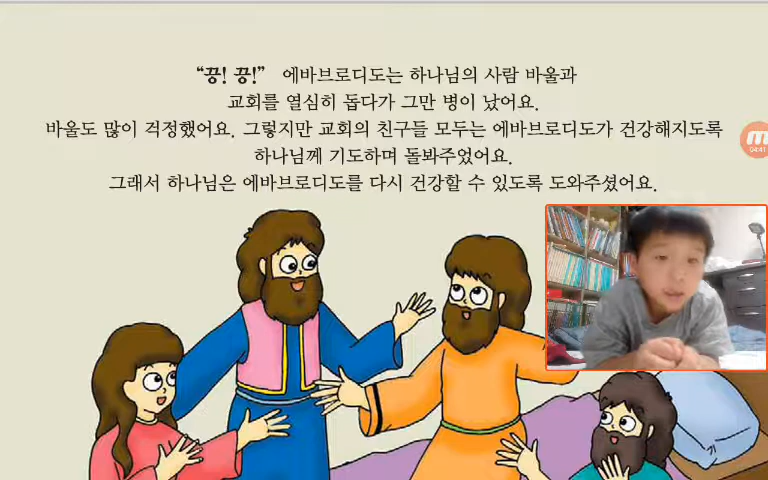 “끙! 끙!” 에바브로디도는 하나님의 사람 바울과
교회를 열심히 돕다가 그만 병이 났어요.
바울도 많이 걱정했어요. 그렇지만 교회의 친구들 모두는 에바브로디도가 건강해지도록
하나님께 기도하며 돌봐주었어요.
그래서 하나님은 에바브로디도를 다시 건강할 수 있도록 도와주셨어요.
04:41